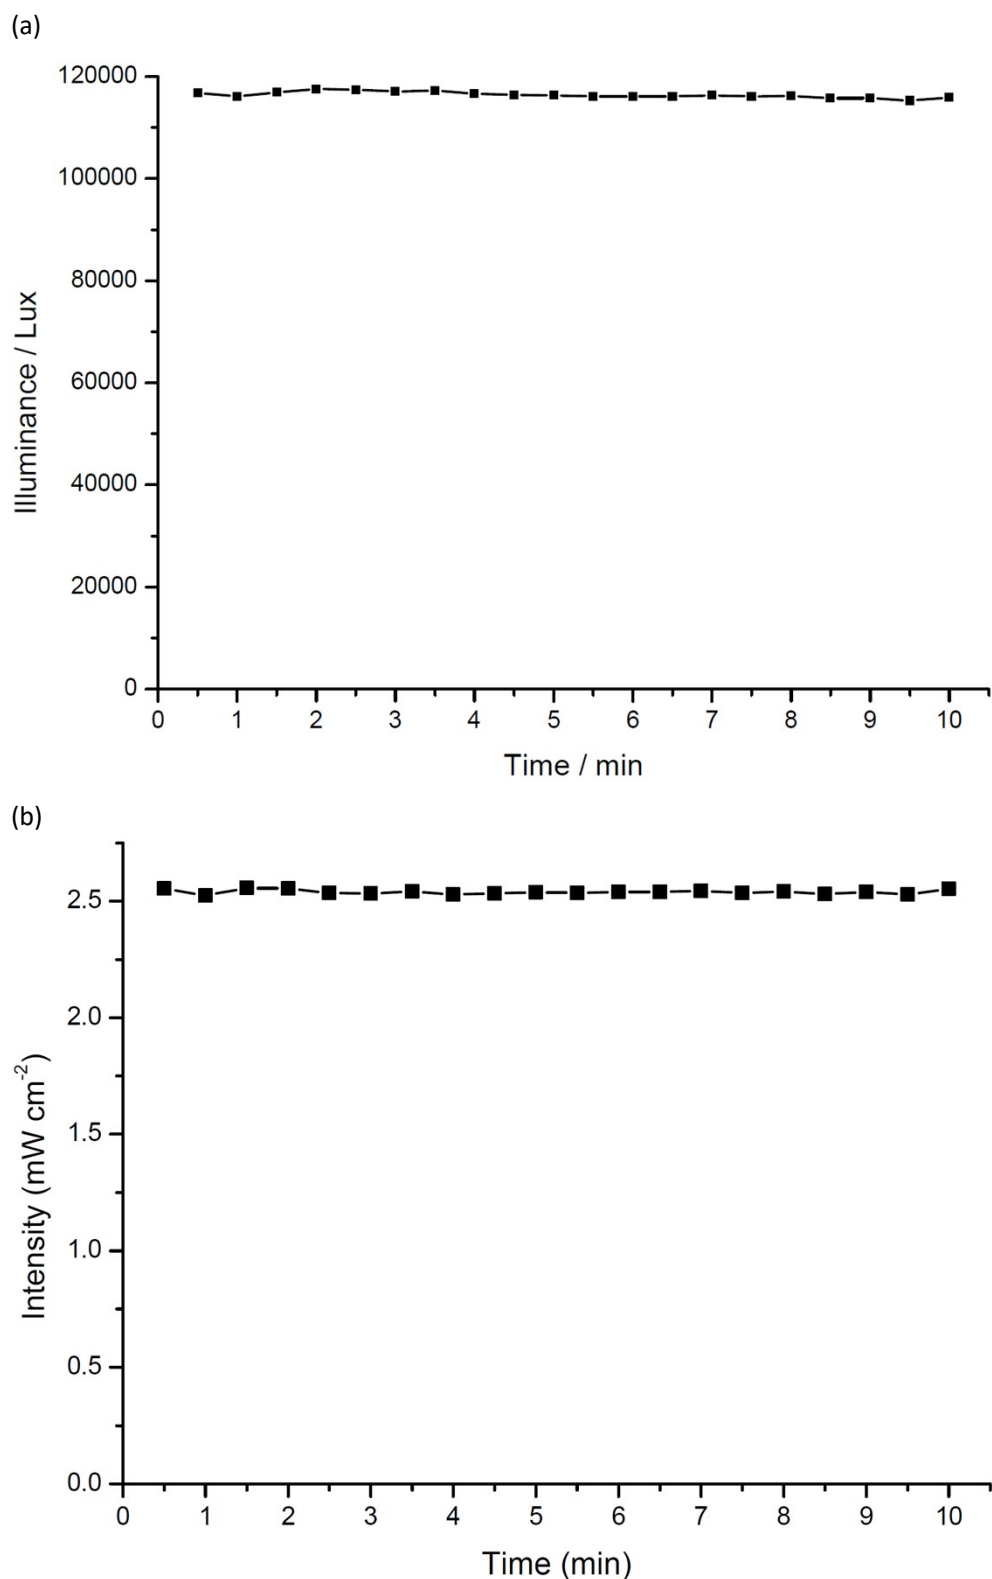 (a)
120000
100000
80000
60000
40000
20000
0
Illuminance / Lux
0 1 2 3 4 5 6 7 8 9 10
Time / min
(b)
2.5
2.0
1.5
1.0
0.5
0.0
Intensity (mW cm⁻²)
0 1 2 3 4 5 6 7 8 9 10
Time (min)